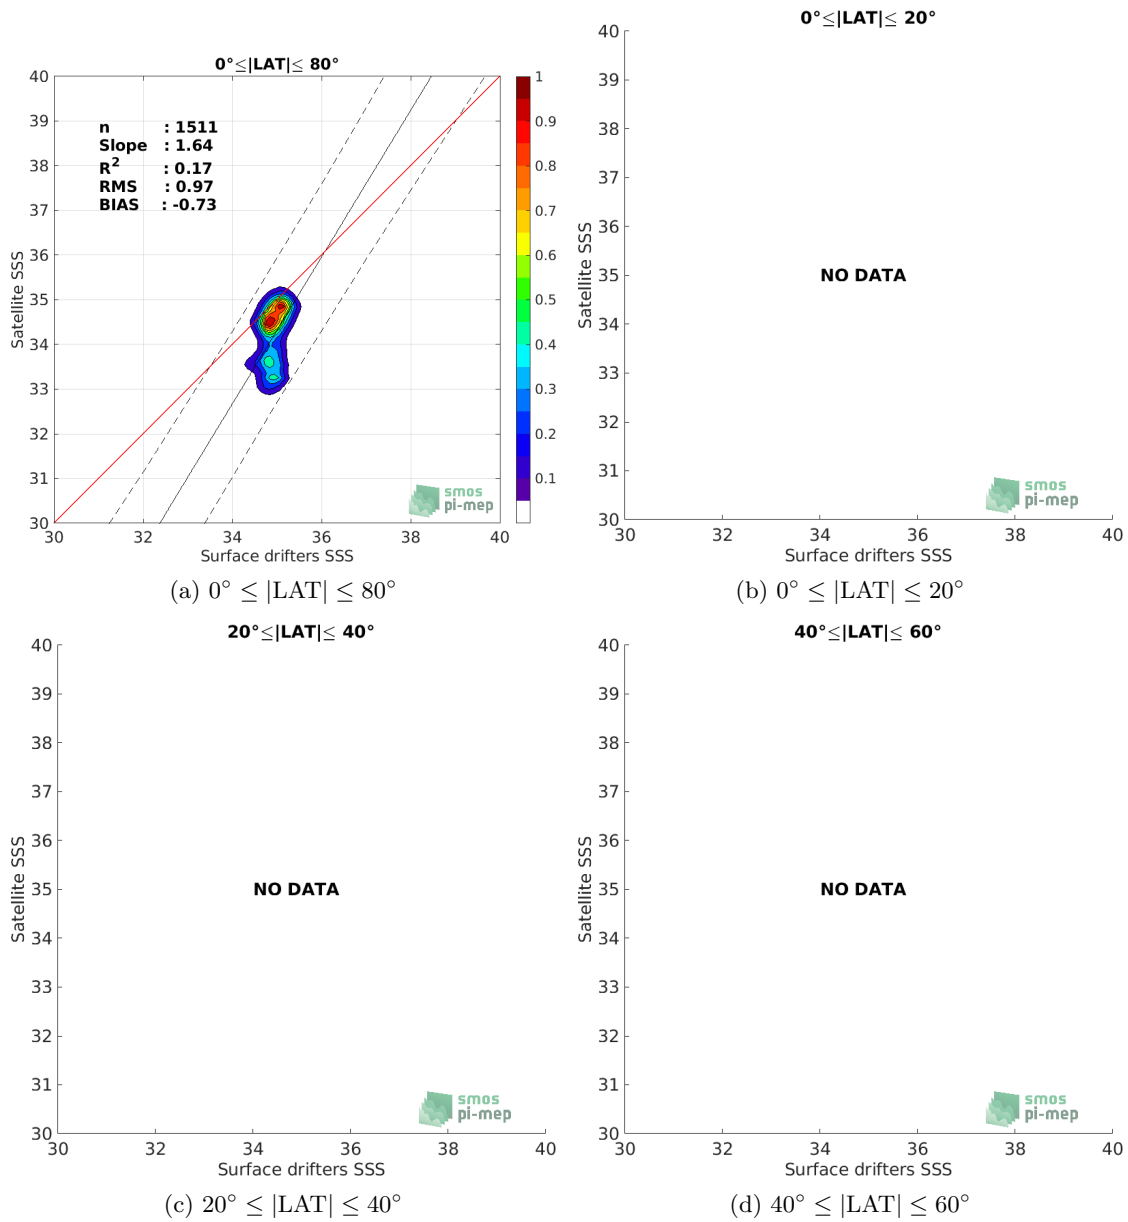 0°≤|LAT|≤ 80°
40
39
38
37
36
35
34
33
32
31
30
Satellite SSS
n : 1511
Slope : 1.64
R² : 0.17
RMS : 0.97
BIAS : -0.73
1
0.9
0.8
0.7
0.6
0.5
0.4
0.3
0.2
0.1
smos
pi-mep
30 32 34 36 38 40
Surface drifters SSS
(a) 0° ≤ |LAT| ≤ 80°
0°≤|LAT|≤ 20°
40
39
38
37
36
35
34
33
32
31
30
Satellite SSS
NO DATA
smos
pi-mep
30 32 34 36 38 40
Surface drifters SSS
(b) 0° ≤ |LAT| ≤ 20°
20°≤|LAT|≤ 40°
40
39
38
37
36
35
34
33
32
31
30
Satellite SSS
NO DATA
smos
pi-mep
30 32 34 36 38 40
Surface drifters SSS
(c) 20° ≤ |LAT| ≤ 40°
40°≤|LAT|≤ 60°
40
39
38
37
36
35
34
33
32
31
30
Satellite SSS
NO DATA
smos
pi-mep
30 32 34 36 38 40
Surface drifters SSS
(d) 40° ≤ |LAT| ≤ 60°